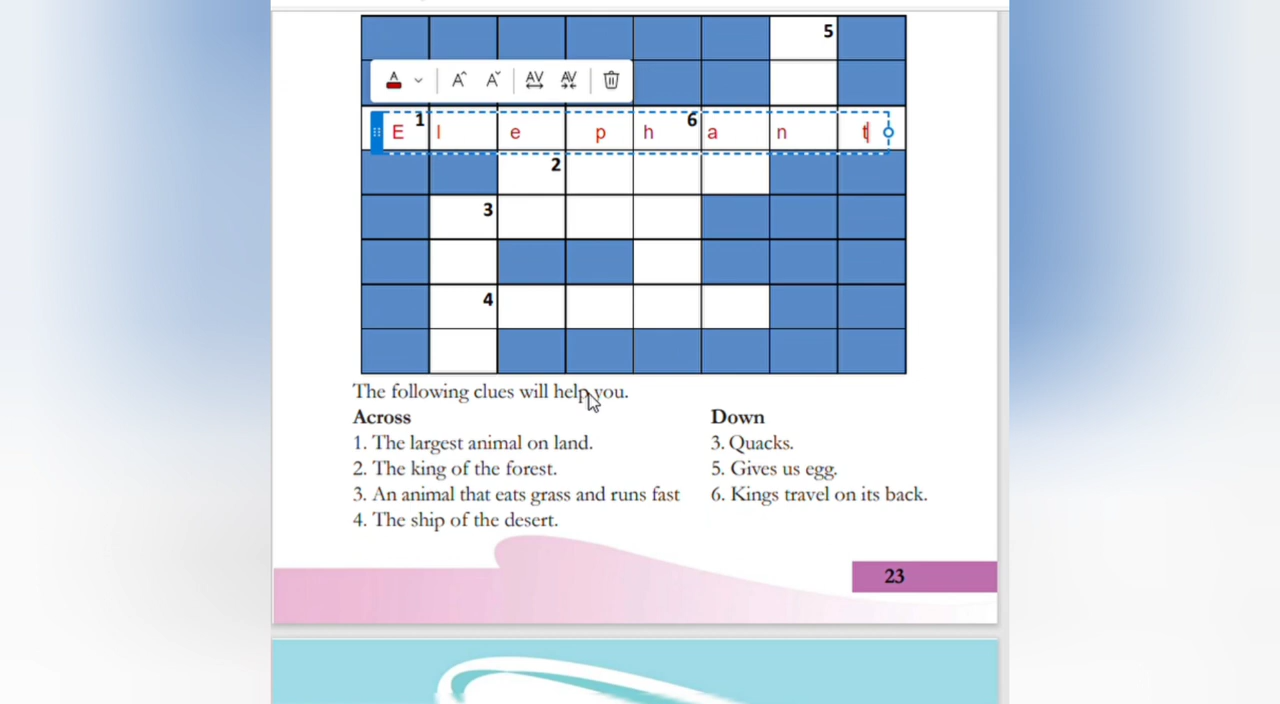 5
A A A AV AV
1 6
E l e p h a n t
2
3
4
The following clues will help you.
Across
1. The largest animal on land.
2. The king of the forest.
3. An animal that eats grass and runs fast
4. The ship of the desert.
Down
3. Quacks.
5. Gives us egg.
6. Kings travel on its back.
23